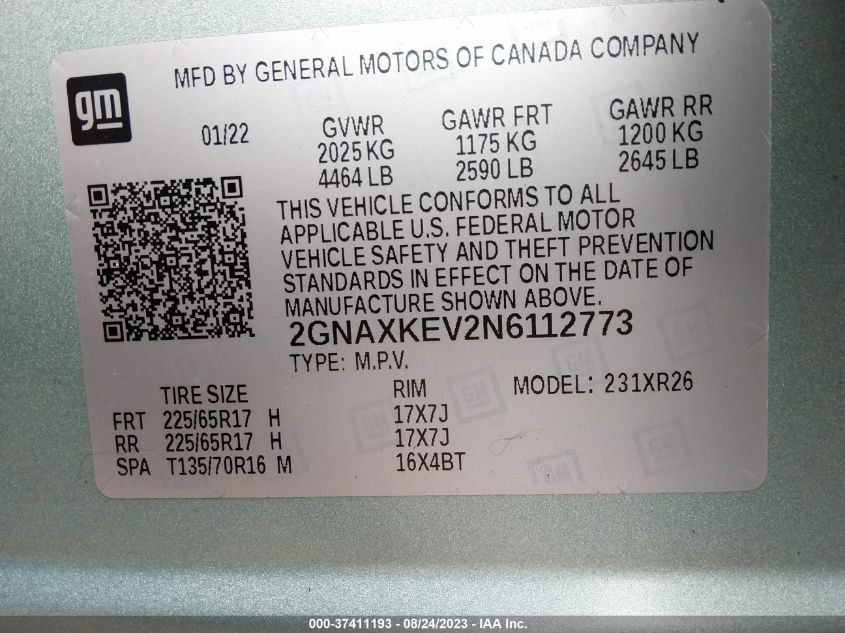 MFD BY GENERAL MOTORS OF CANADA COMPANY
gm
01/22 GVWR GAWR FRT GAWR RR
2025 KG 1175 KG 1200 KG
4464 LB 2590 LB 2645 LB
THIS VEHICLE CONFORMS TO ALL
APPLICABLE U.S. FEDERAL MOTOR
VEHICLE SAFETY AND THEFT PREVENTION
STANDARDS IN EFFECT ON THE DATE OF
MANUFACTURE SHOWN ABOVE.
2GNAXKEV2N6112773
TYPE: M.P.V.
TIRE SIZE RIM MODEL: 231XR26
FRT 225/65R17 H 17X7J
RR 225/65R17 H 17X7J
SPA T135/70R16 M 16X4BT
000-37411193 - 08/24/2023 - IAA Inc.